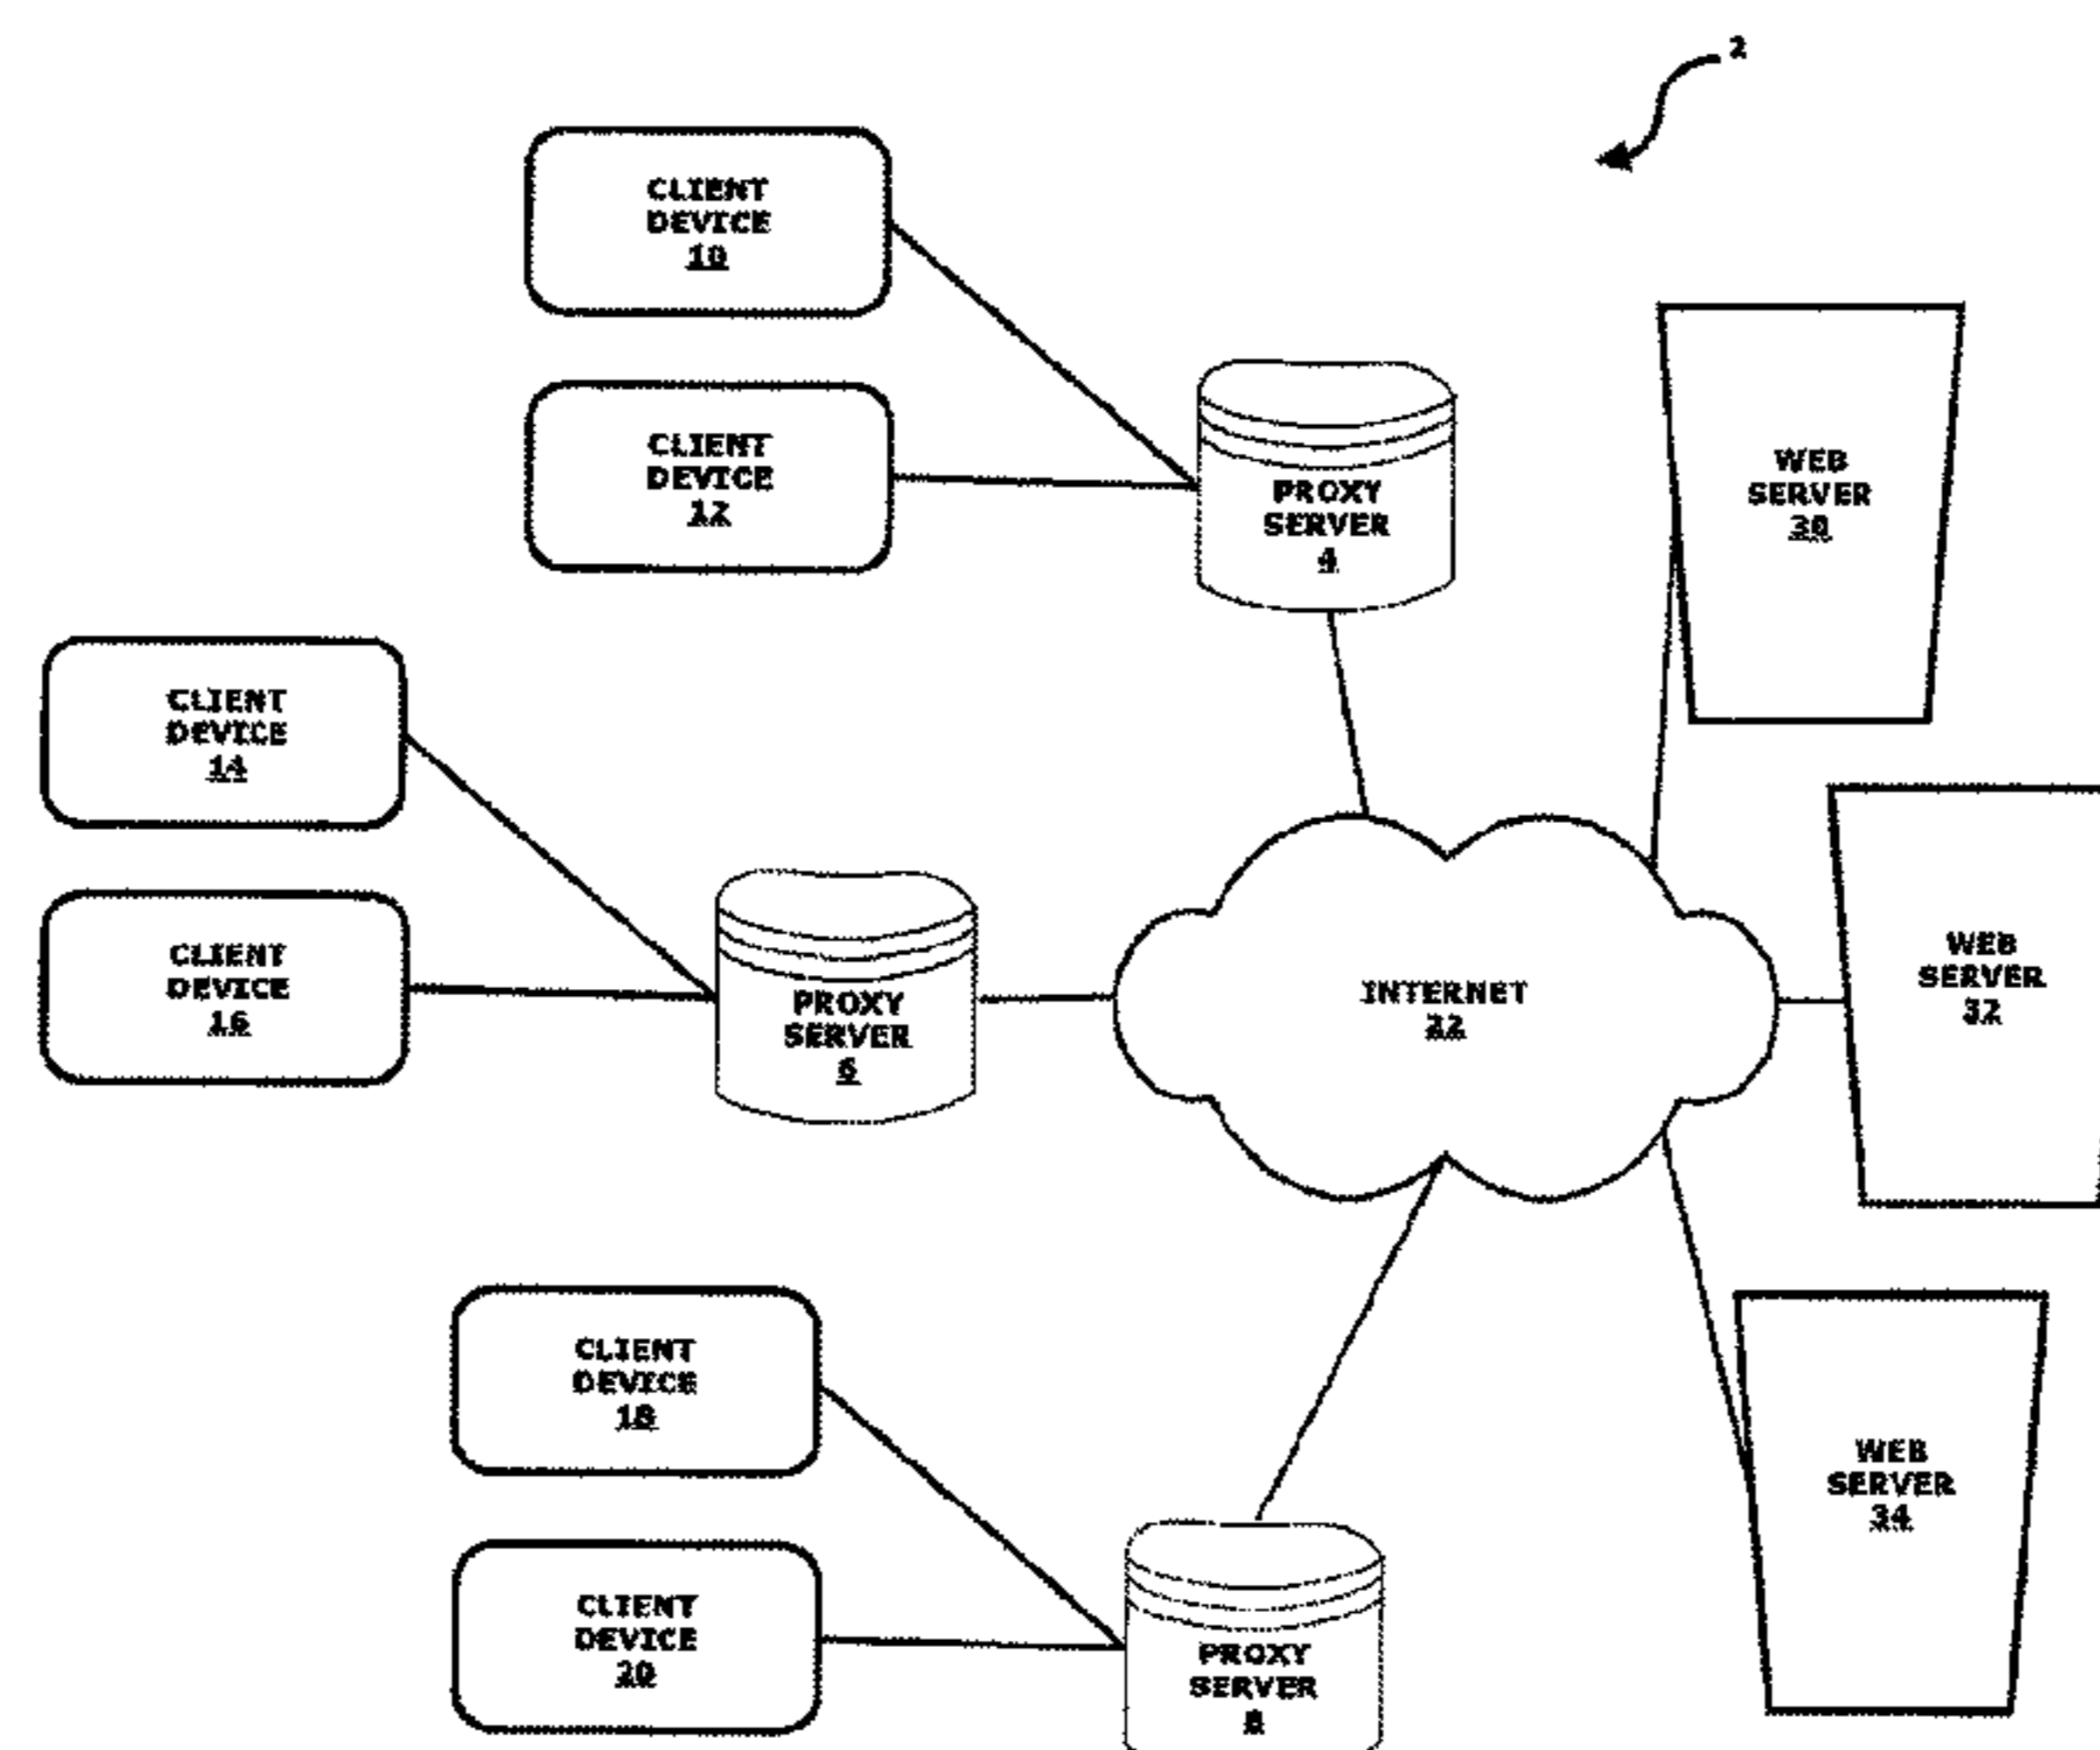 2
CLIENT
DEVICE
10
CLIENT
DEVICE
12
PROXY
SERVER
4
WEB
SERVER
30
CLIENT
DEVICE
14
CLIENT
DEVICE
16
PROXY
SERVER
6
INTERNET
22
WEB
SERVER
32
CLIENT
DEVICE
18
CLIENT
DEVICE
20
PROXY
SERVER
8
WEB
SERVER
34